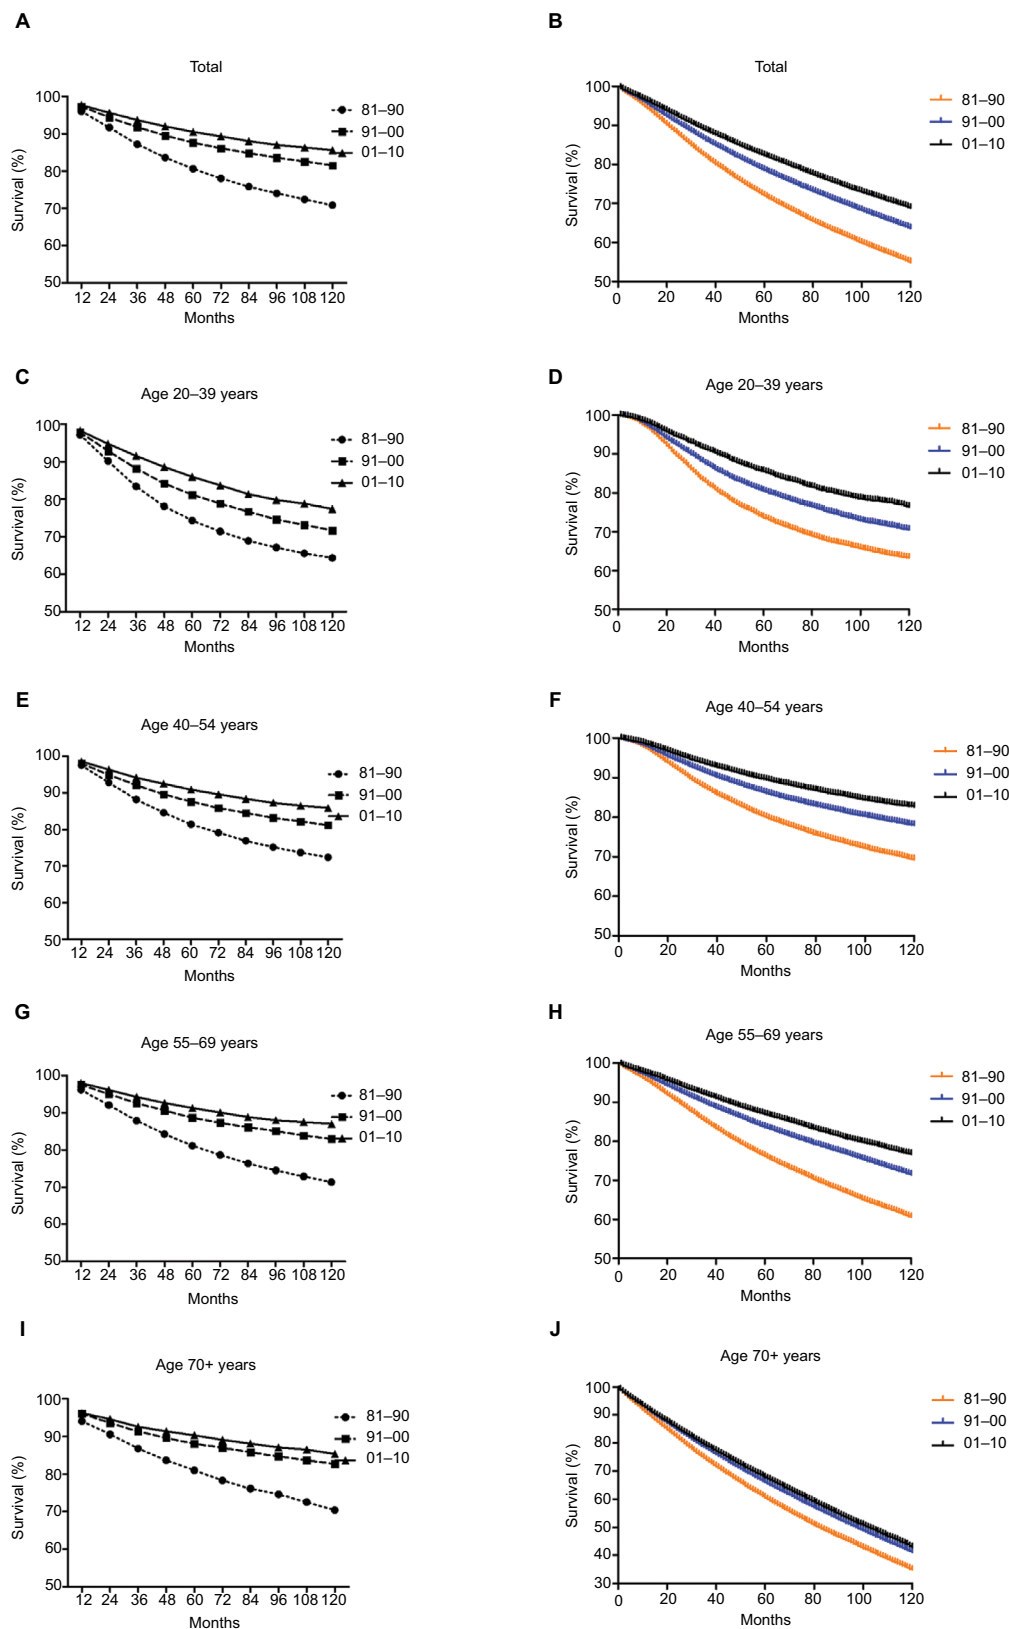 A
Total
100
90
80
70
60
50
Survival (%)
12 24 36 48 60 72 84 96 108 120
Months
81–90
91–00
01–10
B
Total
100
90
80
70
60
50
Survival (%)
0 20 40 60 80 100 120
Months
81–90
91–00
01–10
C
Age 20–39 years
100
90
80
70
60
50
Survival (%)
12 24 36 48 60 72 84 96 108 120
Months
81–90
91–00
01–10
D
Age 20–39 years
100
90
80
70
60
50
Survival (%)
0 20 40 60 80 100 120
Months
81–90
91–00
01–10
E
Age 40–54 years
100
90
80
70
60
50
Survival (%)
12 24 36 48 60 72 84 96 108 120
Months
81–90
91–00
01–10
F
Age 40–54 years
100
90
80
70
60
50
Survival (%)
0 20 40 60 80 100 120
Months
81–90
91–00
01–10
G
Age 55–69 years
100
90
80
70
60
50
Survival (%)
12 24 36 48 60 72 84 96 108 120
Months
81–90
91–00
01–10
H
Age 55–69 years
100
90
80
70
60
50
Survival (%)
0 20 40 60 80 100 120
Months
81–90
91–00
01–10
I
Age 70+ years
100
90
80
70
60
50
Survival (%)
12 24 36 48 60 72 84 96 108 120
Months
81–90
91–00
01–10
J
Age 70+ years
100
90
80
70
60
50
40
30
Survival (%)
0 20 40 60 80 100 120
Months
81–90
91–00
01–10